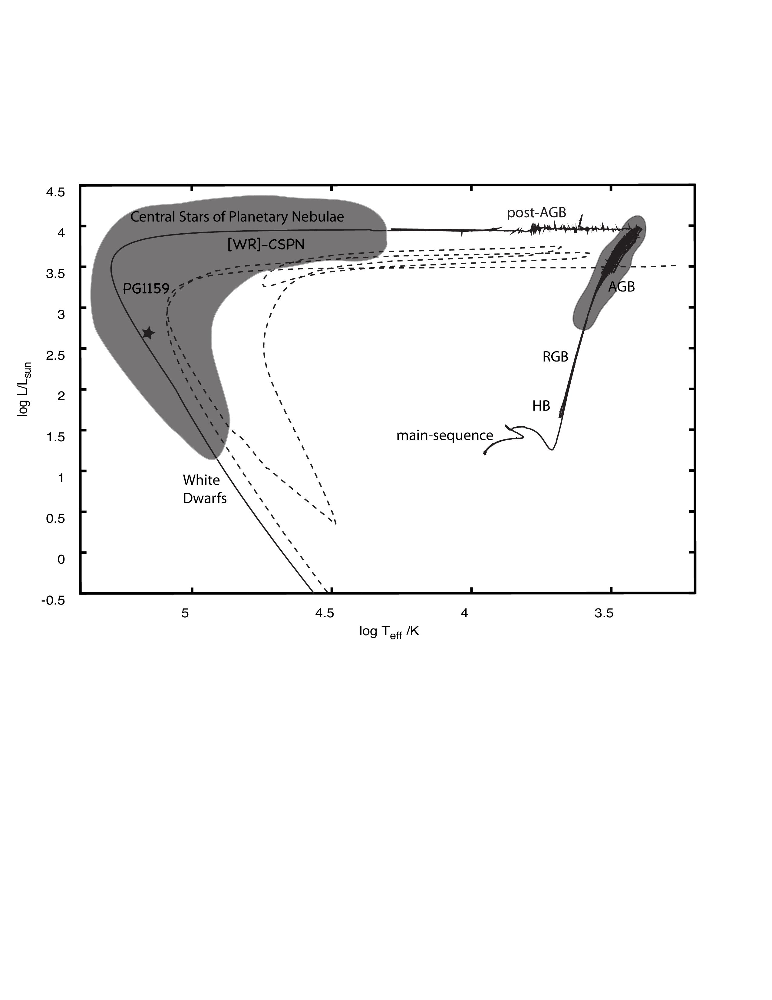 4.5
4
3.5
3
2.5
2
1.5
1
0.5
0
-0.5
log L/Lsun
Central Stars of Planetary Nebulae
[WR]-CSPN
PG1159
post-AGB
AGB
RGB
HB
main-sequence
White
Dwarfs
5 4.5 4 3.5
log Teff /K